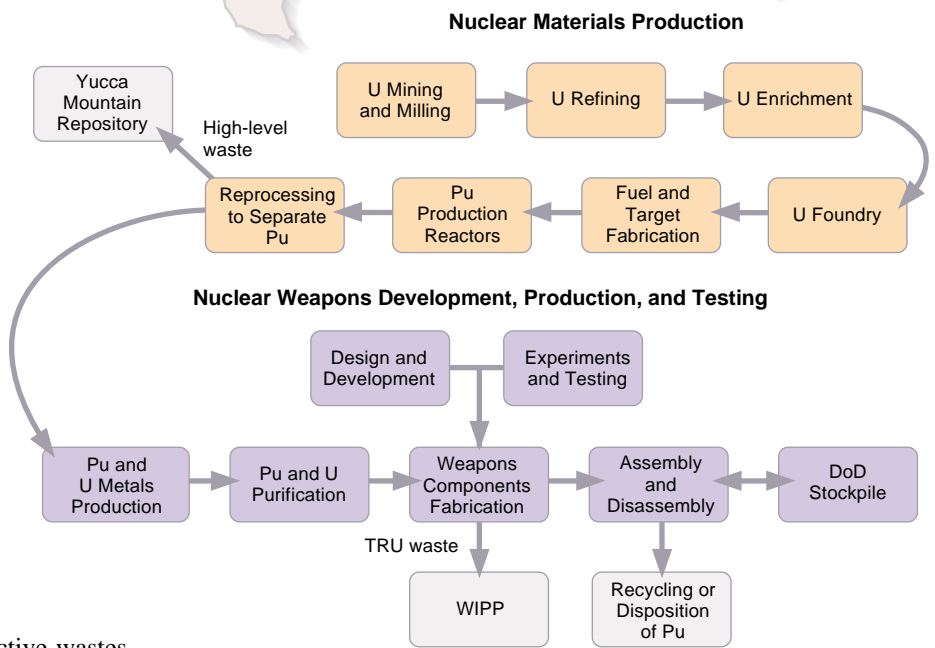 Nuclear Materials Production
Yucca
Mountain
Repository
U Mining
and Milling
U Refining
U Enrichment
High-level
waste
Reprocessing
to Separate
Pu
Pu
Production
Reactors
Fuel and
Target
Fabrication
U Foundry
Nuclear Weapons Development, Production, and Testing
Design and
Development
Experiments
and Testing
Pu and
U Metals
Production
Pu and U
Purification
Weapons
Components
Fabrication
Assembly
and
Disassembly
DoD
Stockpile
TRU waste
WIPP
Recycling or
Disposition
of Pu
wastes